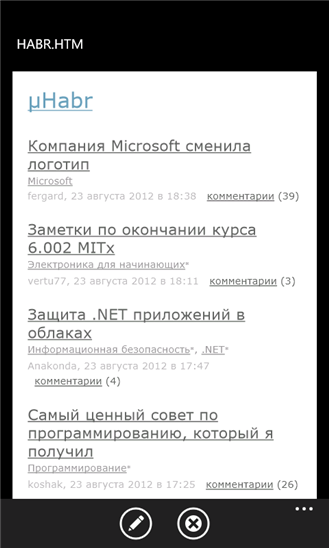 HABR.HTM
µHabr
Компания Microsoft сменила
логотип
Microsoft
fergard, 23 августа 2012 в 18:38 комментарии (39)
Заметки по окончании курса
6.002 MITx
Электроника для начинающих*
vertu77, 23 августа 2012 в 18:11 комментарии (3)
Защита .NET приложений в
облаках
Информационная безопасность*, .NET*
Anakonda, 23 августа 2012 в 17:47
комментарии (4)
Самый ценный совет по
программированию, который я
получил
Программирование*
koshak, 23 августа 2012 в 17:25 комментарии (26)